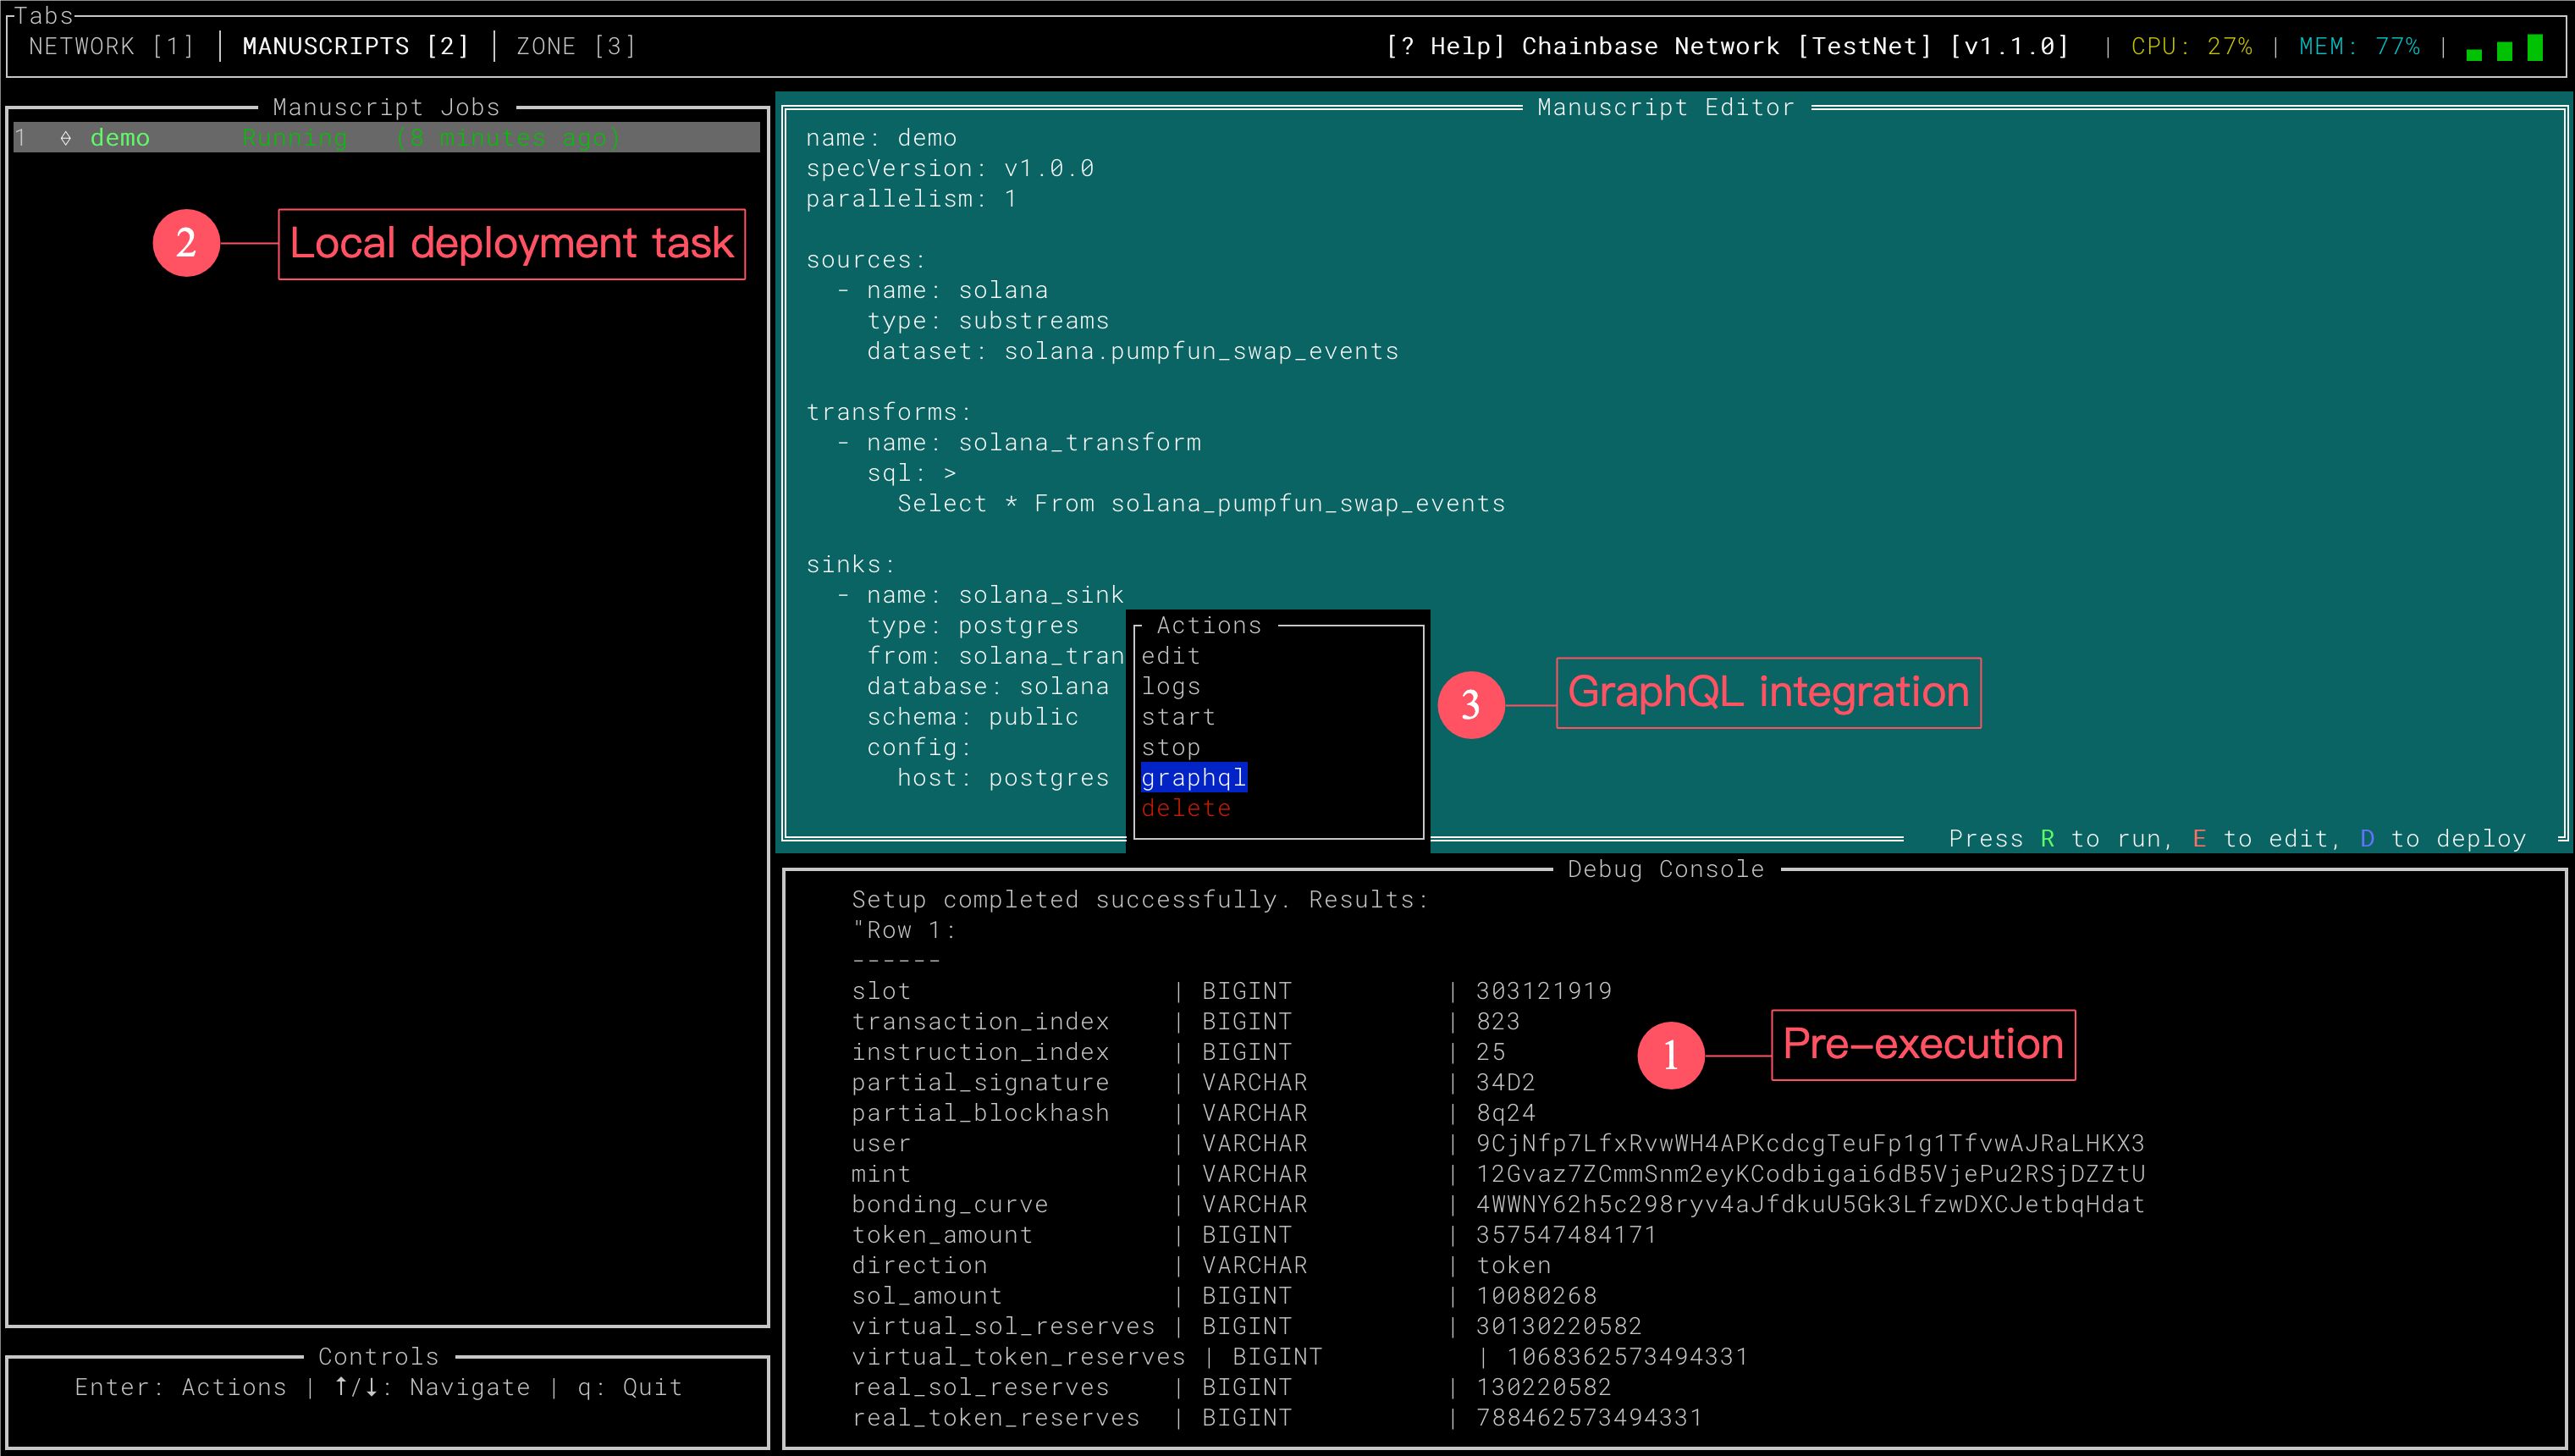 Tabs
NETWORK [1] │ MANUSCRIPTS [2] │ ZONE [3]
[? Help] Chainbase Network [TestNet] [v1.1.0] | CPU: 27% | MEM: 77% |
Manuscript Jobs
1 demo Running (8 minutes ago)
2 Local deployment task
Controls
Enter: Actions | ↑/↓: Navigate | q: Quit
Manuscript Editor
name: demo
specVersion: v1.0.0
parallelism: 1
sources:
- name: solana
type: substreams
dataset: solana.pumpfun_swap_events
transforms:
- name: solana_transform
sql: >
Select * From solana_pumpfun_swap_events
sinks:
- name: solana_sink
type: postgres
from: solana_tran
database: solana
schema: public
config:
host: postgres
Actions
edit
logs
start
stop
graphql
delete
3 GraphQL integration
Press R to run, E to edit, D to deploy
Debug Console
Setup completed successfully. Results:
"Row 1:
------
slot | BIGINT | 303121919
transaction_index | BIGINT | 823
instruction_index | BIGINT | 25
partial_signature | VARCHAR | 34D2
partial_blockhash | VARCHAR | 8q24
user | VARCHAR | 9CjNfp7LfxRvwWH4APKcdcgTeuFp1g1TfvwAJRaLHKX3
mint | VARCHAR | 12Gvaz7ZCmmSnm2eyKCodbigai6dB5VjePu2RSjDZZtU
bonding_curve | VARCHAR | 4WWNY62h5c298ryv4aJfdkuU5Gk3LfzwDXCJetbqHdat
token_amount | BIGINT | 357547484171
direction | VARCHAR | token
sol_amount | BIGINT | 10080268
virtual_sol_reserves | BIGINT | 30130220582
virtual_token_reserves | BIGINT | 1068362573494331
real_sol_reserves | BIGINT | 130220582
real_token_reserves | BIGINT | 788462573494331
1 Pre–execution